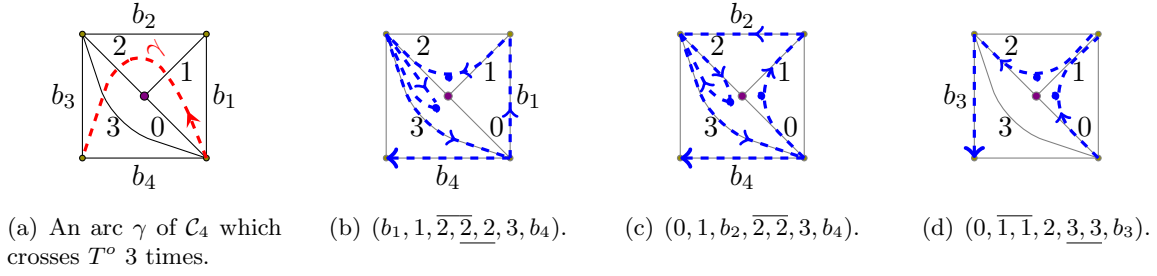 b₂
2
γ
1
b₃
b₁
3
0
b₄
2
1
b₁
3
0
b₄
b₂
2
1
3
0
b₄
2
1
b₃
3
0
(a) An arc γ of C₄ which
crosses Tᵒ 3 times.
(b) (b₁, 1, 2, 2, 2, 3, b₄).
(c) (0, 1, b₂, 2, 2, 3, b₄).
(d) (0, 1, 1, 2, 3, 3, b₃).